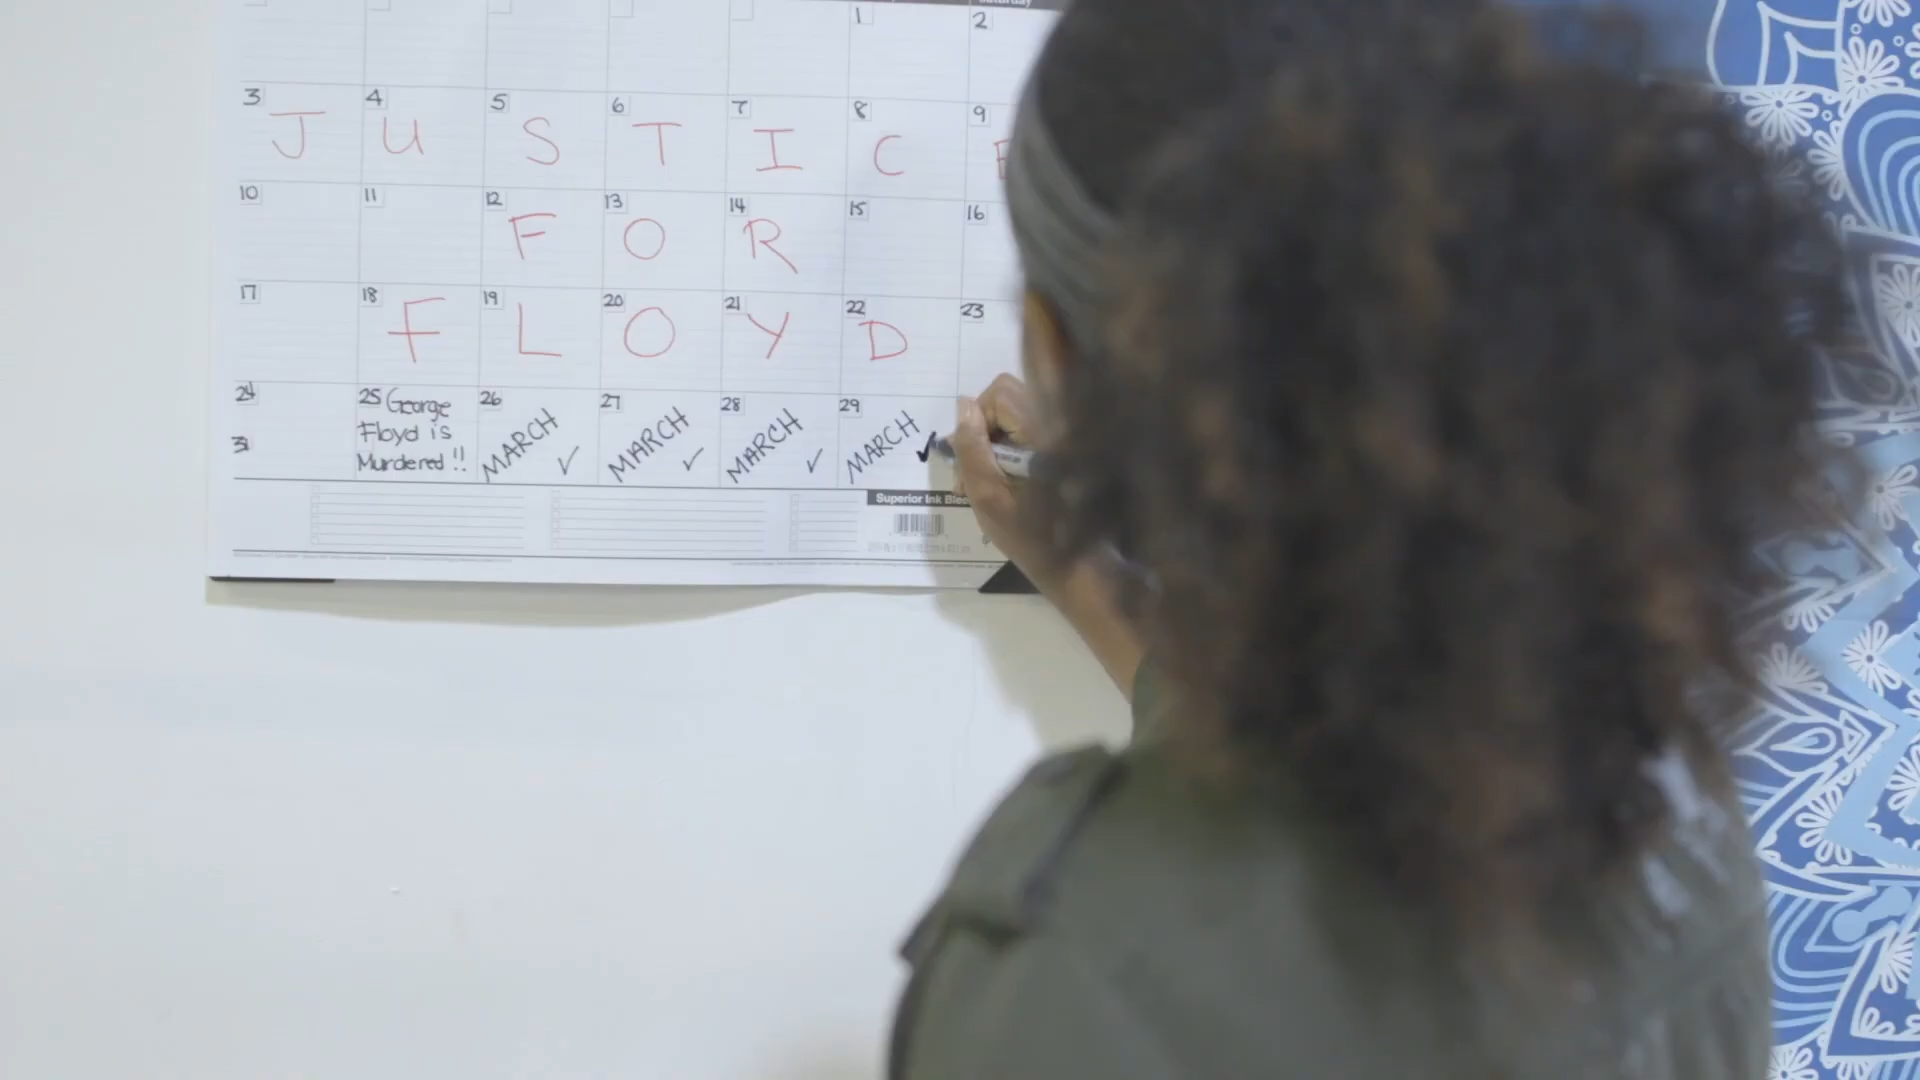 Saturday
1 2
3 4 5 6 7 8 9
J U S T I C E
10 11 12 13 14 15 16
F O R
17 18 19 20 21 22 23
F L O Y D
24 25 George Floyd is Murdered !! 26 27 28 29
31 MARCH ✓ MARCH ✓ MARCH ✓ MARCH ✓
Superior Ink